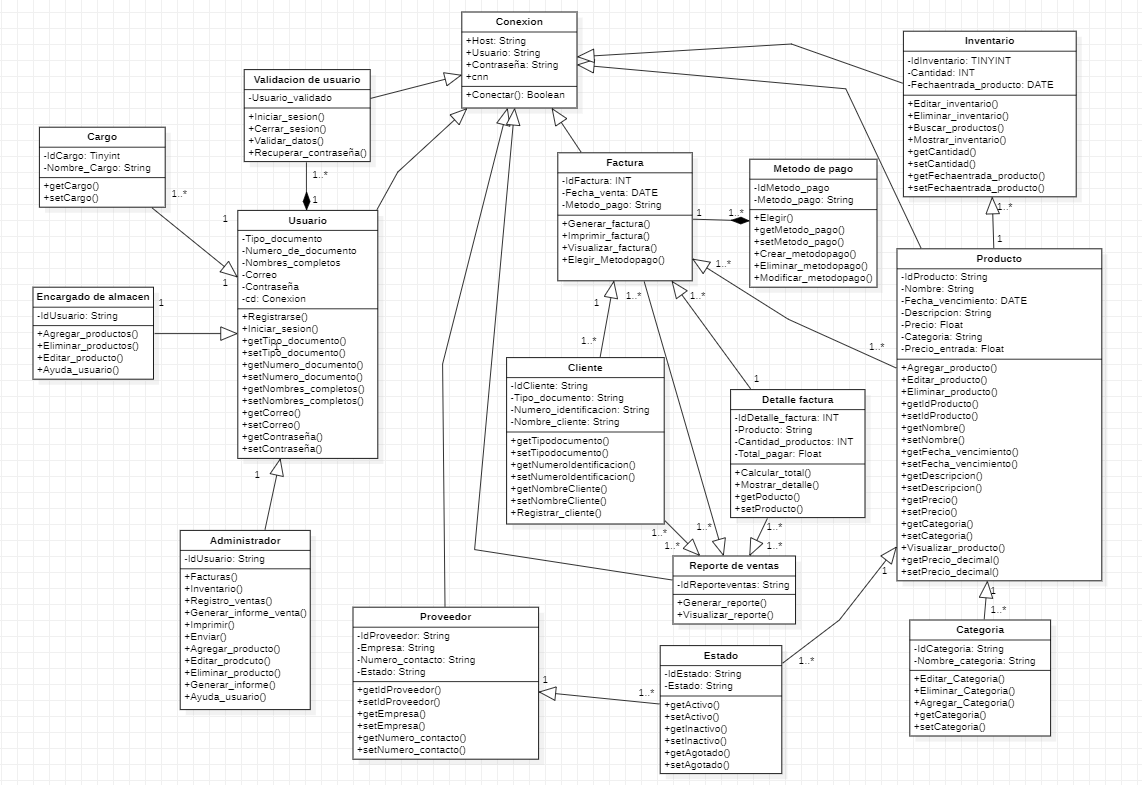 Conexion
+Host: String
+Usuario: String
+Contraseña: String
+cnn
+Conectar(): Boolean
Inventario
-IdInventario: TINYINT
-Cantidad: INT
-Fechaentrada_producto: DATE
+Editar_inventario()
+Eliminar_inventario()
+Buscar_productos()
+Mostrar_inventario()
+getCantidad()
+setCantidad()
+getFechaentrada_producto()
+setFechaentrada_producto()
Validacion de usuario
-Usuario_validado
+Iniciar_sesion()
+Cerrar_sesion()
+Validar_datos()
+Recuperar_contraseña()
Cargo
-IdCargo: Tinyint
-Nombre_Cargo: String
+getCargo()
+setCargo()
1..*
1
1..*
1
1
Factura
-IdFactura: INT
-Fecha_venta: DATE
-Metodo_pago: String
+Generar_factura()
+Imprimir_factura()
+Visualizar_factura()
+Elegir_Metodopago()
1
1..*
Metodo de pago
-IdMetodo_pago
-Metodo_pago: String
+Elegir()
+getMetodo_pago()
+setMetodo_pago()
+Crear_metodopago()
+Eliminar_metodopago()
+Modificar_metodopago()
1..*
1
Usuario
-Tipo_documento
-Numero_de_documento
-Nombres_completos
-Correo
-Contraseña
-cd: Conexion
+Registrarse()
+Iniciar_sesion()
+getTipo_documento()
+setTipo_documento()
+getNumero_documento()
+setNumero_documento()
+getNombres_completos()
+setNombres_completos()
+getCorreo()
+setCorreo()
+getContraseña()
+setContraseña()
1
Encargado de almacen
-IdUsuario: String
+Agregar_productos()
+Eliminar_productos()
+Editar_producto()
+Ayuda_usuario()
1
Producto
-IdProducto: String
-Nombre: String
-Fecha_vencimiento: DATE
-Descripcion: String
-Precio: Float
-Categoria: String
-Precio_entrada: Float
+Agregar_producto()
+Editar_producto()
+Eliminar_producto()
+getIdProducto()
+setIdProducto()
+getNombre()
+setNombre()
+getFecha_vencimiento()
+setFecha_vencimiento()
+getDescripcion()
+setDescripcion()
+getPrecio()
+setPrecio()
+getCategoria()
+setCategoria()
+Visualizar_producto()
+getPrecio_decimal()
+setPrecio_decimal()
1..*
1..*
1
1..*
1..*
1..*
1
Cliente
-IdCliente: String
-Tipo_documento: String
-Numero_identificacion: String
-Nombre_cliente: String
+getTipodocumento()
+setTipodocumento()
+getNumeroIdentificacion()
+setNumeroIdentificacion()
+getNombreCliente()
+setNombreCliente()
+Registrar_cliente()
Detalle factura
-IdDetalle_factura: INT
-Producto: String
-Cantidad_productos: INT
-Total_pagar: Float
+Calcular_total()
+Mostrar_detalle()
+getPoducto()
+setProducto()
1
Administrador
-IdUsuario: String
+Facturas()
+Inventario()
+Registro_ventas()
+Generar_informe_venta()
+Imprimir()
+Enviar()
+Agregar_producto()
+Editar_prodcuto()
+Eliminar_producto()
+Generar_informe()
+Ayuda_usuario()
1..*
1..*
1..*
1..*
1..*
Reporte de ventas
-IdReporteventas: String
+Generar_reporte()
+Visualizar_reporte()
1
1..*
1
1..*
Proveedor
-IdProveedor: String
-Empresa: String
-Numero_contacto: String
-Estado: String
+getIdProveedor()
+setIdProveedor()
+getEmpresa()
+setEmpresa()
+getNumero_contacto()
+setNumero_contacto()
1
1..*
Estado
-IdEstado: String
-Estado: String
+getActivo()
+setActivo()
+getInactivo()
+setInactivo()
+getAgotado()
+setAgotado()
Categoria
-IdCategoria: String
-Nombre_categoria: String
+Editar_Categoria()
+Eliminar_Categoria()
+Agregar_Categoria()
+getCategoria()
+setCategoria()